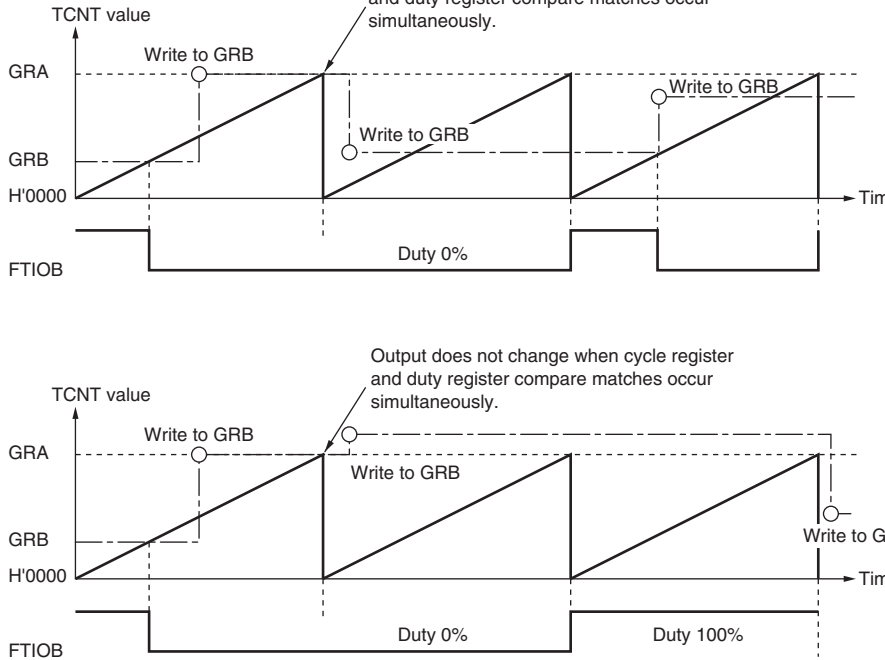 and duty register compare matches occur
simultaneously.
TCNT value
Write to GRB
GRA
Write to GRB
Write to GRB
GRB
H'0000
Duty 0%
FTIOB
Output does not change when cycle register
and duty register compare matches occur
simultaneously.
TCNT value
Write to GRB
GRA
Write to GRB
GRB
Write to G
H'0000
Duty 0%
Duty 100%
FTIOB